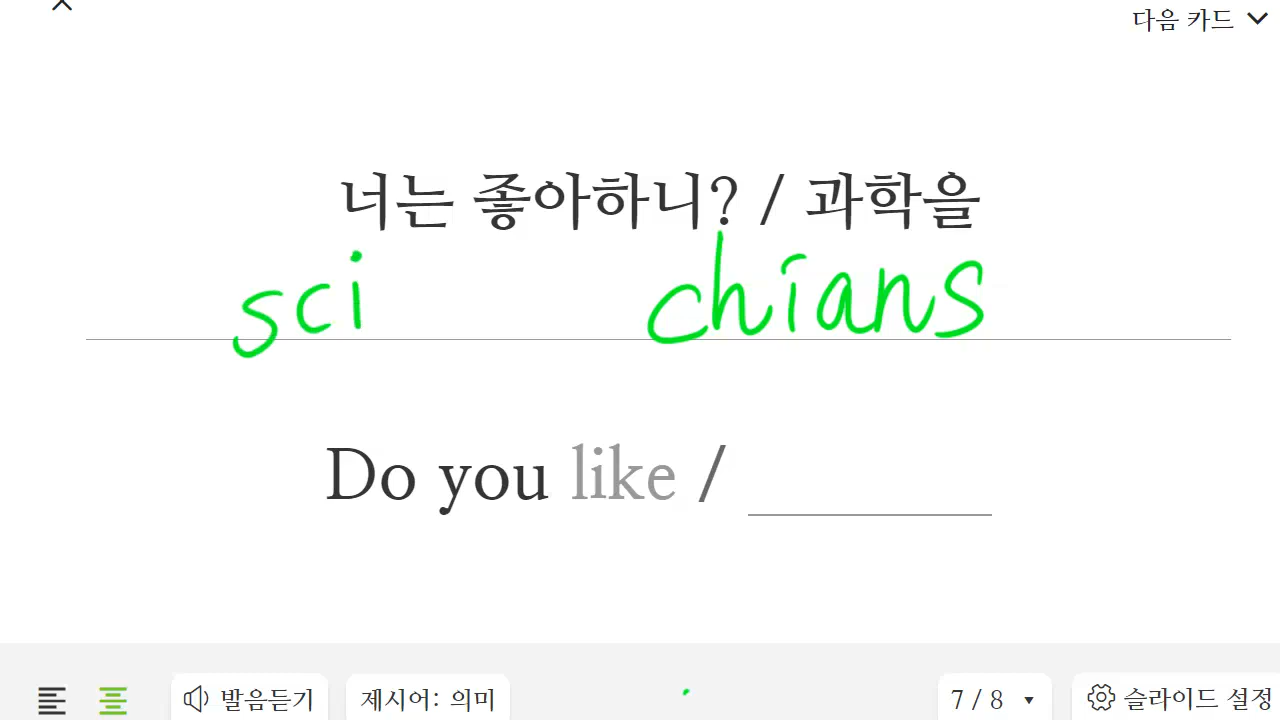 다음 카드
너는 좋아하니? / 과학을
sci chians
Do you like /
발음듣기 제시어: 의미 7 / 8 슬라이드 설정